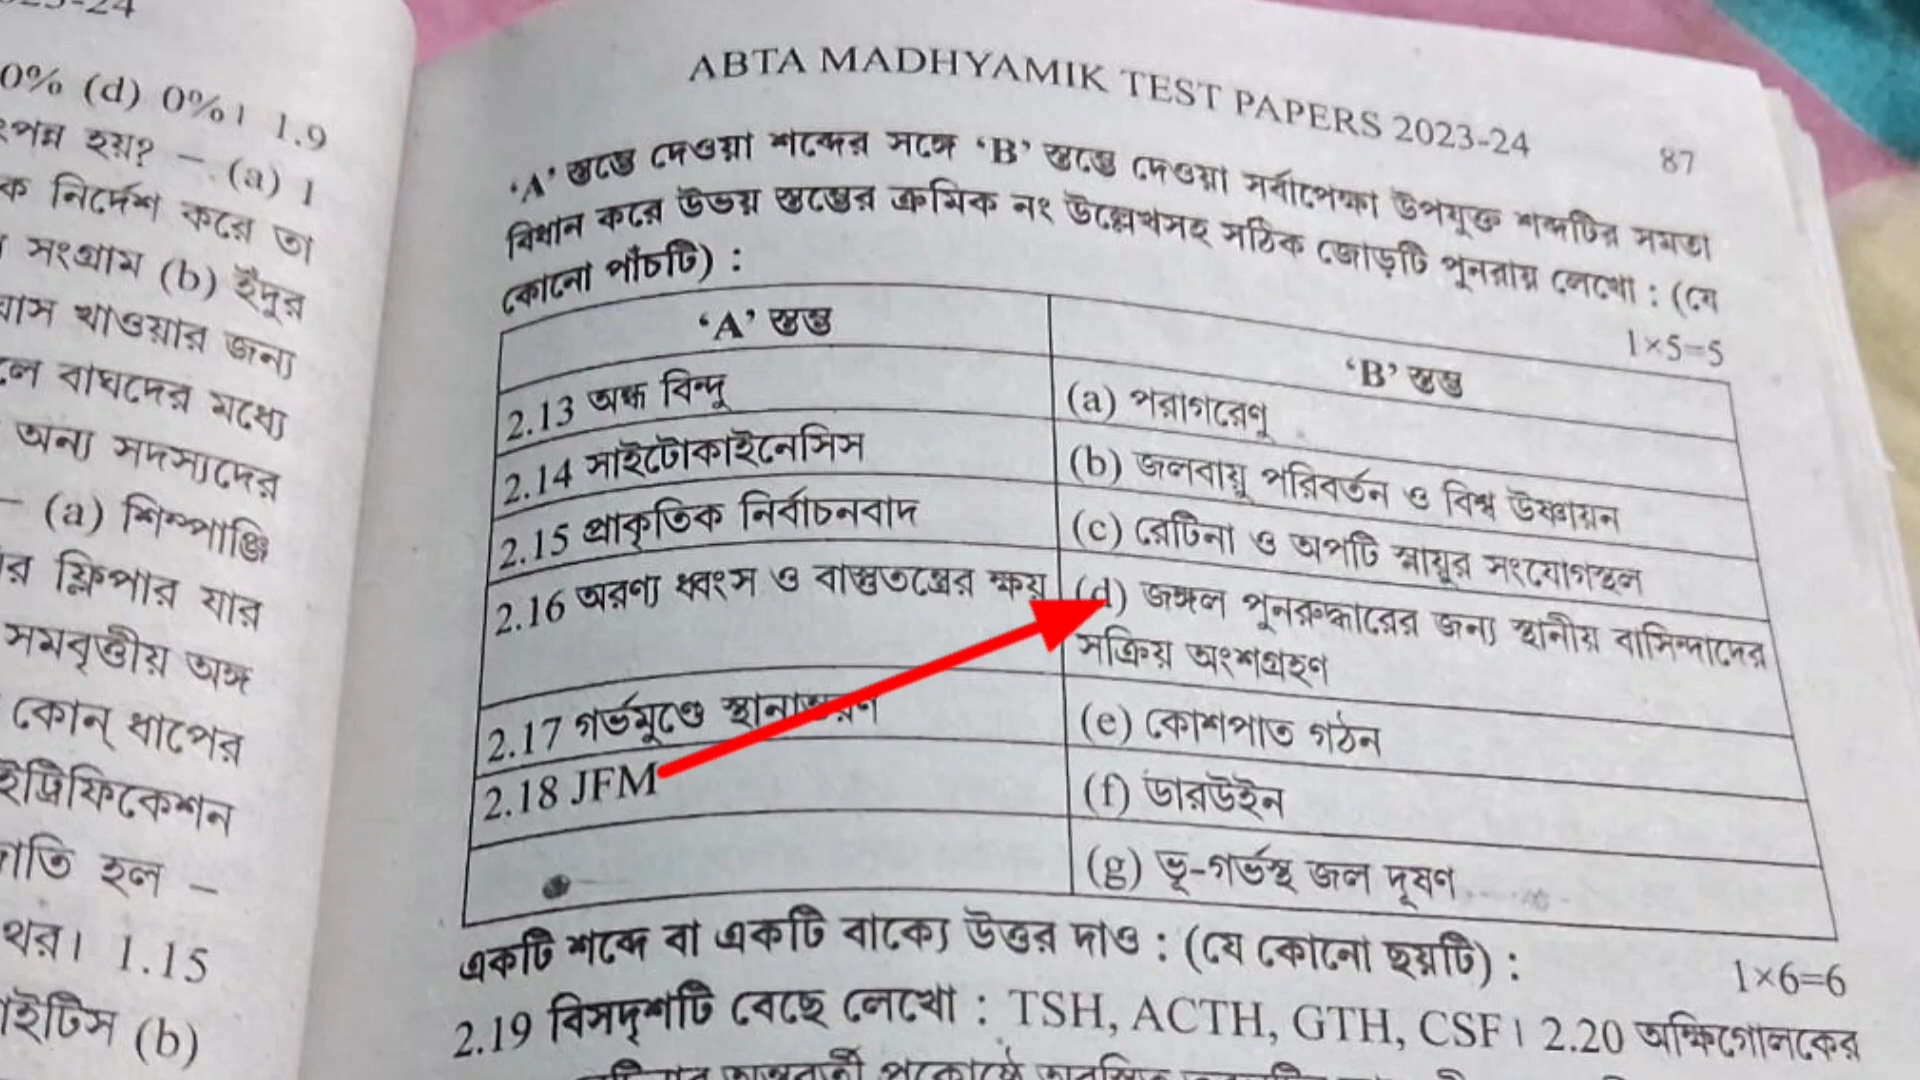 23-24
0% (d) 0%। 1.9
পন্ন হয়? – (a) 1
ক নির্দেশ করে তা
সংগ্রাম (b) ইঁদুর
ঘাস খাওয়ার জন্য
লে বাঘদের মধ্যে
অন্য সদস্যদের
– (a) শিম্পাঞ্জি
র ফ্লিপার যার
সমবৃত্তীয় অঙ্গ
কোন্ ধাপের
ইট্রিফিকেশন
াতি হল –
থর। 1.15
াইটিস (b)
ABTA MADHYAMIK TEST PAPERS 2023-24
87
‘A’ স্তম্ভে দেওয়া শব্দের সঙ্গে ‘B’ স্তম্ভে দেওয়া সর্বাপেক্ষা উপযুক্ত শব্দটির সমতা
বিধান করে উভয় স্তম্ভের ক্রমিক নং উল্লেখসহ সঠিক জোড়টি পুনরায় লেখো : (যে
কোনো পাঁচটি) :
1×5=5
‘A’ স্তম্ভ
‘B’ স্তম্ভ
2.13 অন্ধ বিন্দু
(a) পরাগরেণু
2.14 সাইটোকাইনেসিস
(b) জলবায়ু পরিবর্তন ও বিশ্ব উষ্ণায়ন
2.15 প্রাকৃতিক নির্বাচনবাদ
(c) রেটিনা ও অপটি স্নায়ুর সংযোগস্থল
2.16 অরণ্য ধ্বংস ও বাস্তুতন্ত্রের ক্ষয়
(d) জঙ্গল পুনরুদ্ধারের জন্য স্থানীয় বাসিন্দাদের
সক্রিয় অংশগ্রহণ
2.17 গর্ভমুণ্ডে স্থানান্তরণ
(e) কোশপাত গঠন
2.18 JFM
(f) ডারউইন
(g) ভূ-গর্ভস্থ জল দূষণ
একটি শব্দে বা একটি বাক্যে উত্তর দাও : (যে কোনো ছয়টি) :
1×6=6
2.19 বিসদৃশটি বেছে লেখো : TSH, ACTH, GTH, CSF। 2.20 অক্ষিগোলকের